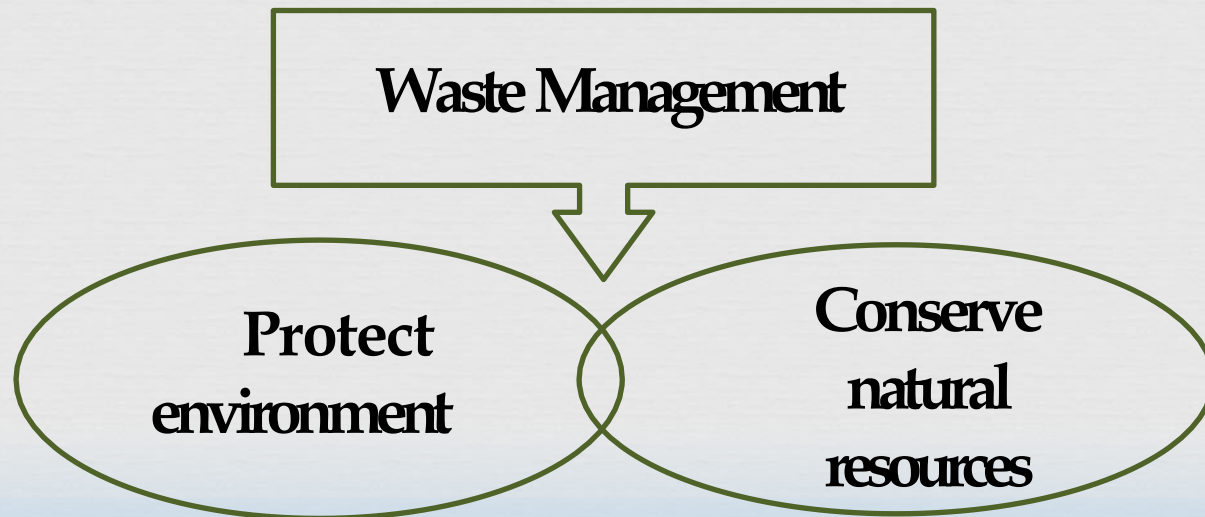 Waste Management
Protect
environment
Conserve
natural
resources